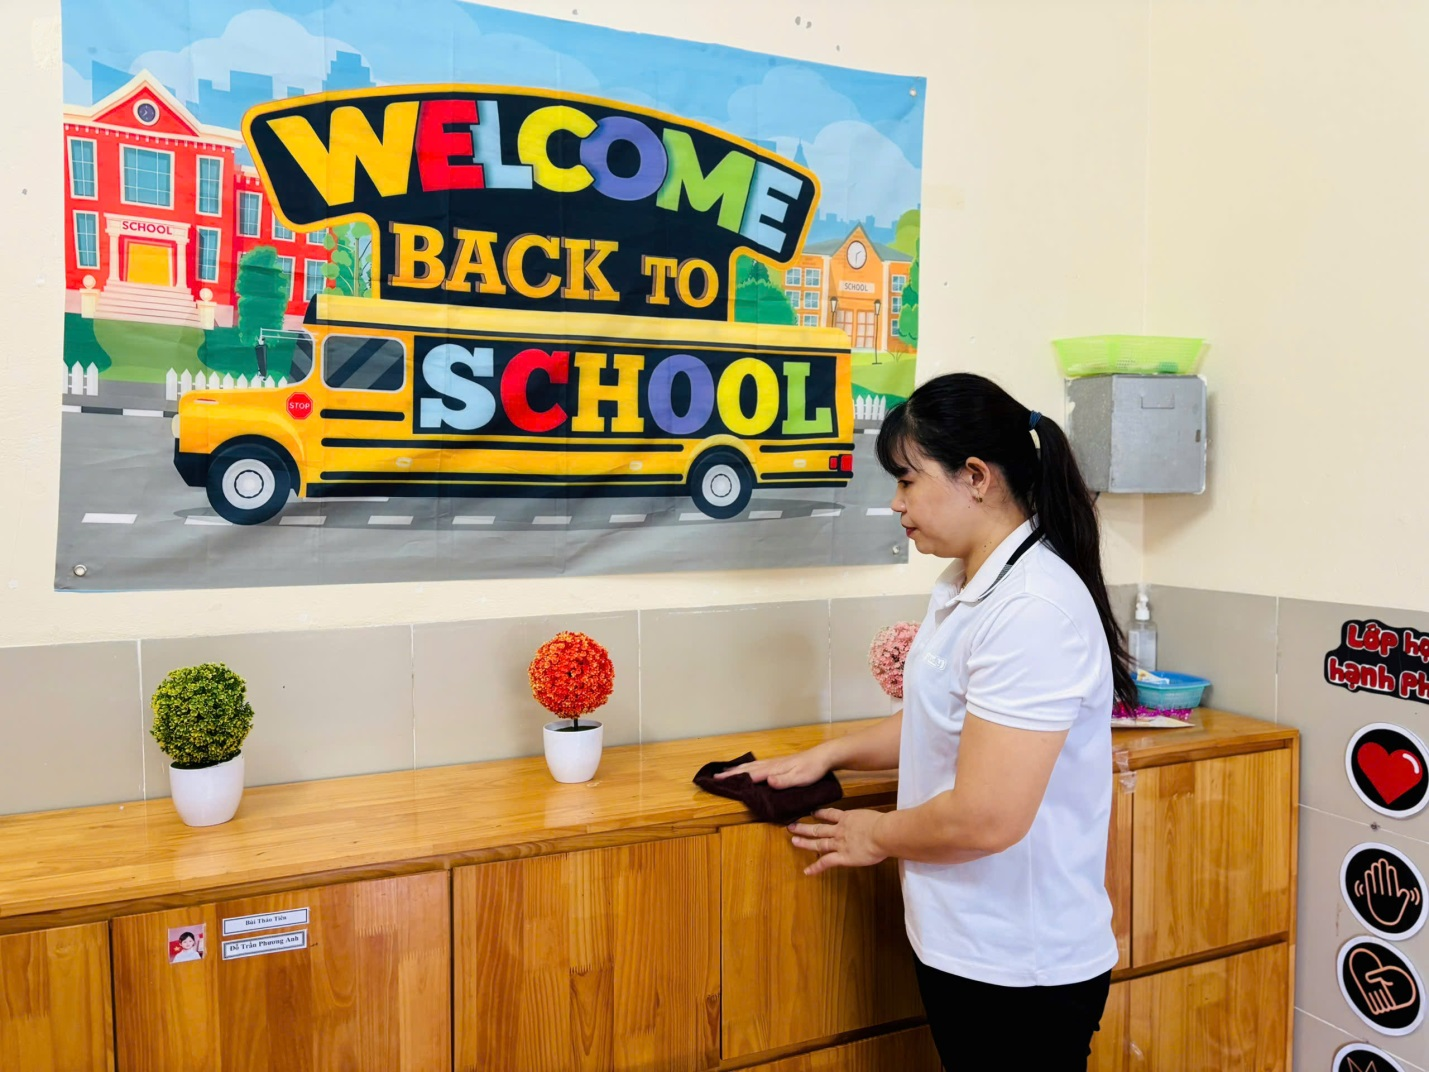 WELCOME
BACK TO
SCHOOL
SCHOOL
SCHOOL
STOP
Lớp họ
hạnh Ph
Bùi Thảo Tiên
Đỗ Trần Phương Anh